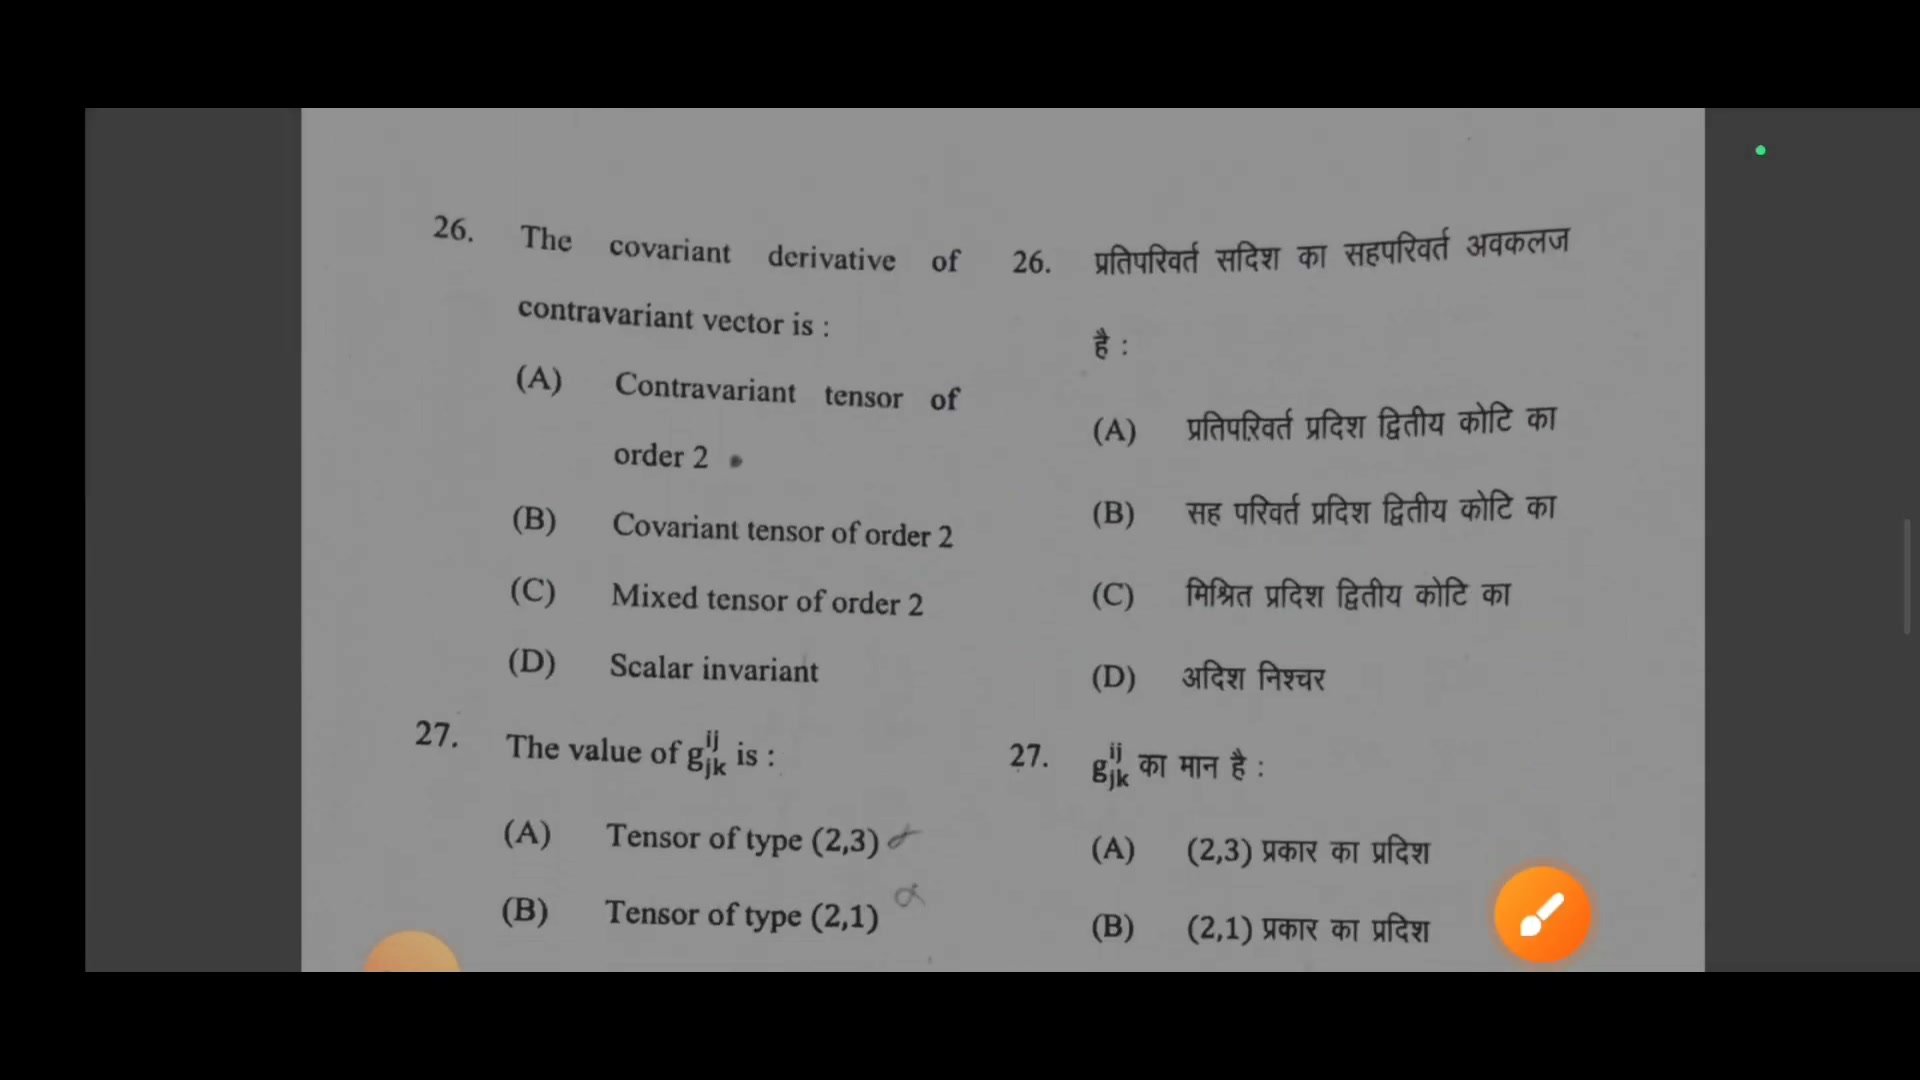 26. The covariant derivative of
contravariant vector is :
(A) Contravariant tensor of
order 2
(B) Covariant tensor of order 2
(C) Mixed tensor of order 2
(D) Scalar invariant
27. The value of g^{ij}_{jk} is :
(A) Tensor of type (2,3)
(B) Tensor of type (2,1)
26. प्रतिपरिवर्त सदिश का सहपरिवर्त अवकलज
है :
(A) प्रतिपरिवर्त प्रदिश द्वितीय कोटि का
(B) सह परिवर्त प्रदिश द्वितीय कोटि का
(C) मिश्रित प्रदिश द्वितीय कोटि का
(D) अदिश निश्चर
27. g^{ij}_{jk} का मान है :
(A) (2,3) प्रकार का प्रदिश
(B) (2,1) प्रकार का प्रदिश